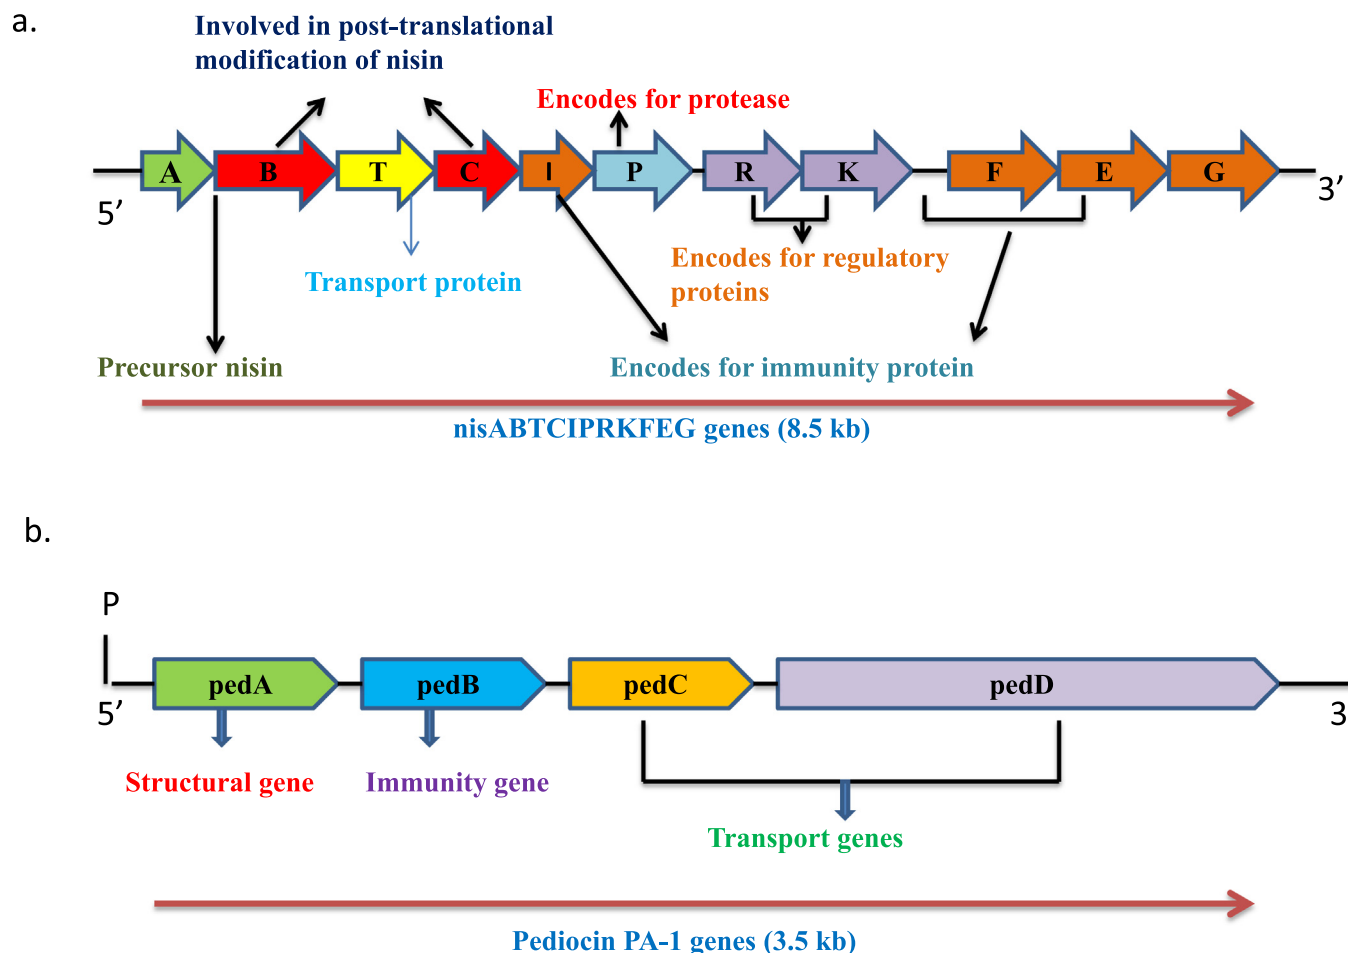 a.
Involved in post-translational
modification of nisin
Encodes for protease
A B T C I P R K F E G
5’ 3’
Encodes for regulatory
proteins
Transport protein
Precursor nisin
Encodes for immunity protein
nisABTCIPRKFEG genes (8.5 kb)
b.
P
pedA pedB pedC pedD
5’ 3
Structural gene Immunity gene
Transport genes
Pediocin PA-1 genes (3.5 kb)